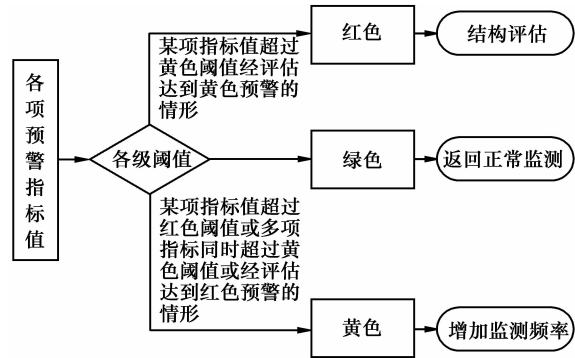 各项预警指标值
各级阈值
某项指标值超过
黄色阈值经评估
达到黄色预警的
情形
红色
结构评估
绿色
返回正常监测
某项指标值超过
红色阈值或多项
指标同时超过黄
色阈值或经评估
达到红色预警的
情形
黄色
增加监测频率